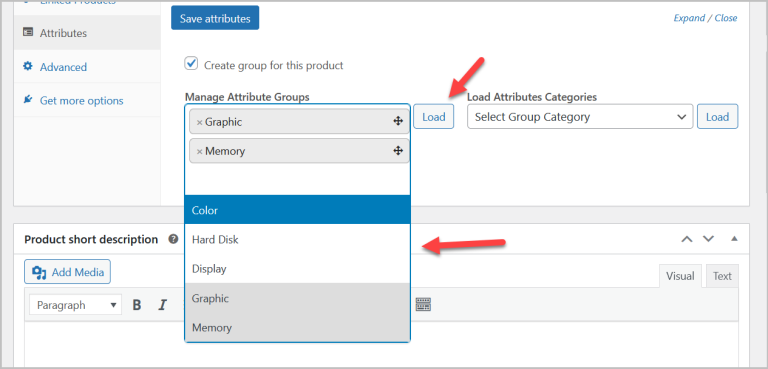 Linked Products
Save attributes
Expand / Close
Attributes
Advanced
Get more options
Create group for this product
Manage Attribute Groups
Load Attributes Categories
× Graphic
Load
Select Group Category
Load
× Memory
Color
Hard Disk
Display
Graphic
Memory
Product short description
Add Media
Visual
Text
Paragraph
B
I